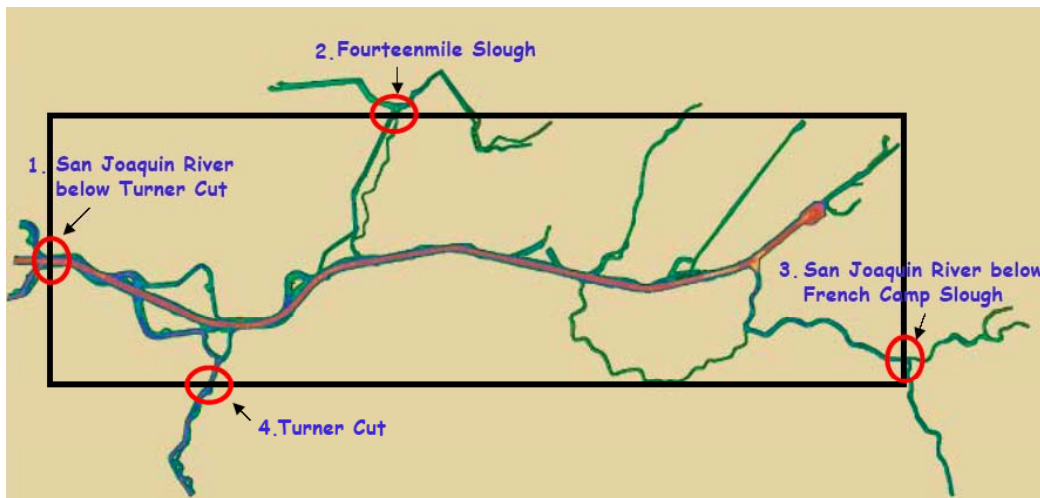 2. Fourteenmile Slough
1. San Joaquin River
below Turner Cut
3. San Joaquin River below
French Camp Slough
4. Turner Cut